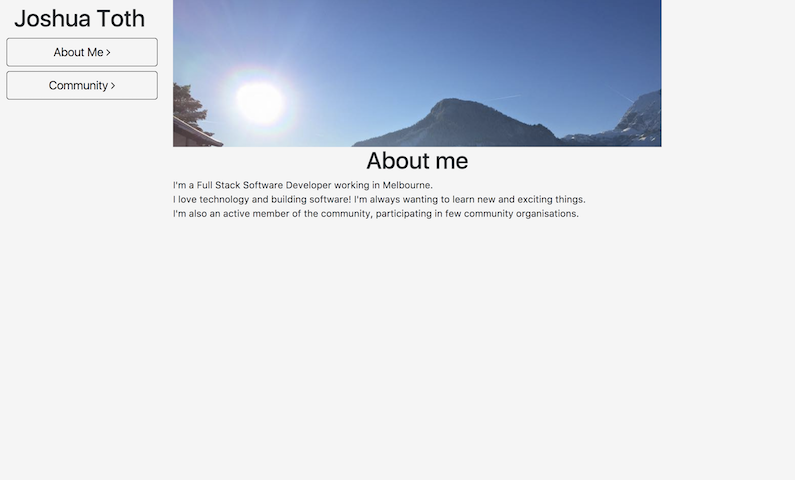 Joshua Toth
About Me ›
Community ›
About me
I'm a Full Stack Software Developer working in Melbourne.
I love technology and building software! I'm always wanting to learn new and exciting things.
I'm also an active member of the community, participating in few community organisations.